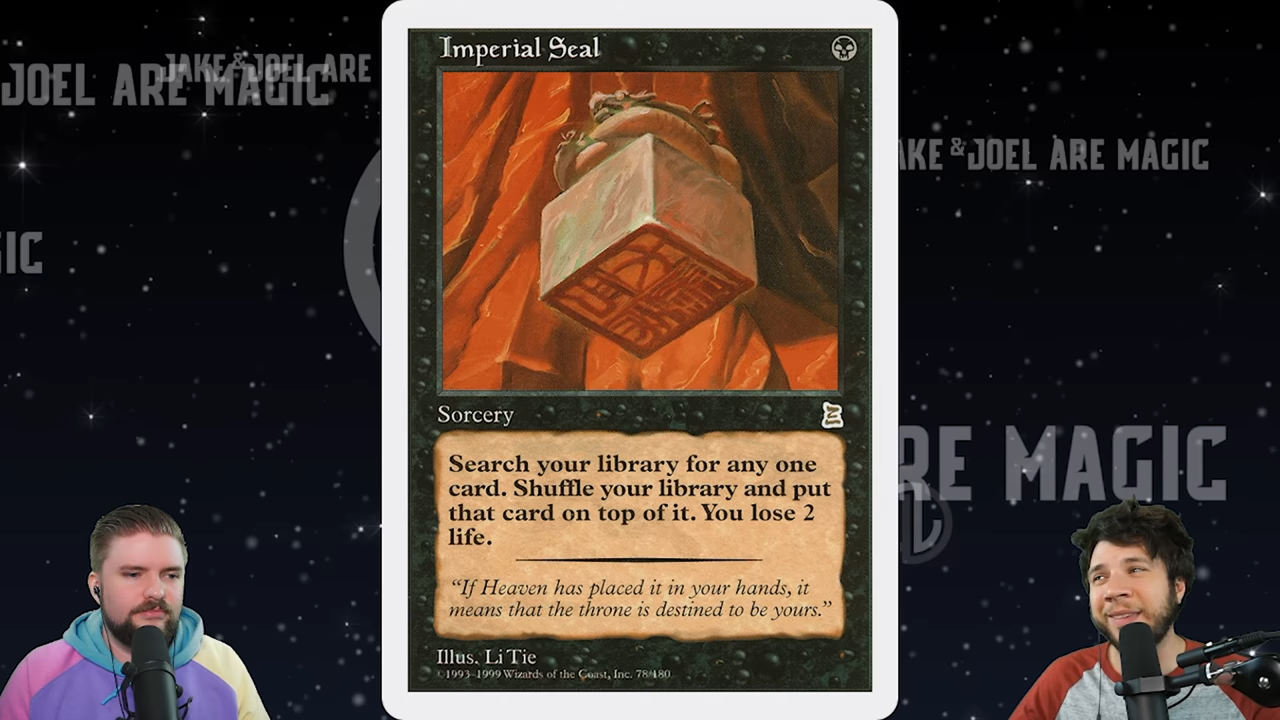 JOEL ARE MAGIC
JAKE & JOEL ARE
AKE & JOEL ARE MAGIC
IC
RE MAGIC
Imperial Seal
Sorcery
Search your library for any one
card. Shuffle your library and put
that card on top of it. You lose 2
life.
“If Heaven has placed it in your hands, it
means that the throne is destined to be yours.”
Illus. Li Tie
©1993-1999 Wizards of the Coast, Inc. 78/180